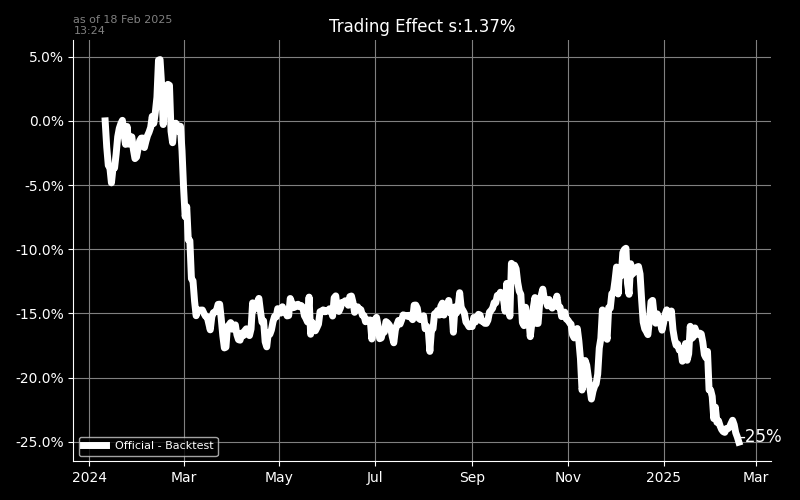 as of 18 Feb 2025
13:24
Trading Effect s:1.37%
5.0%
0.0%
-5.0%
-10.0%
-15.0%
-20.0%
-25.0%
-25%
Official - Backtest
2024 Mar May Jul Sep Nov 2025 Mar